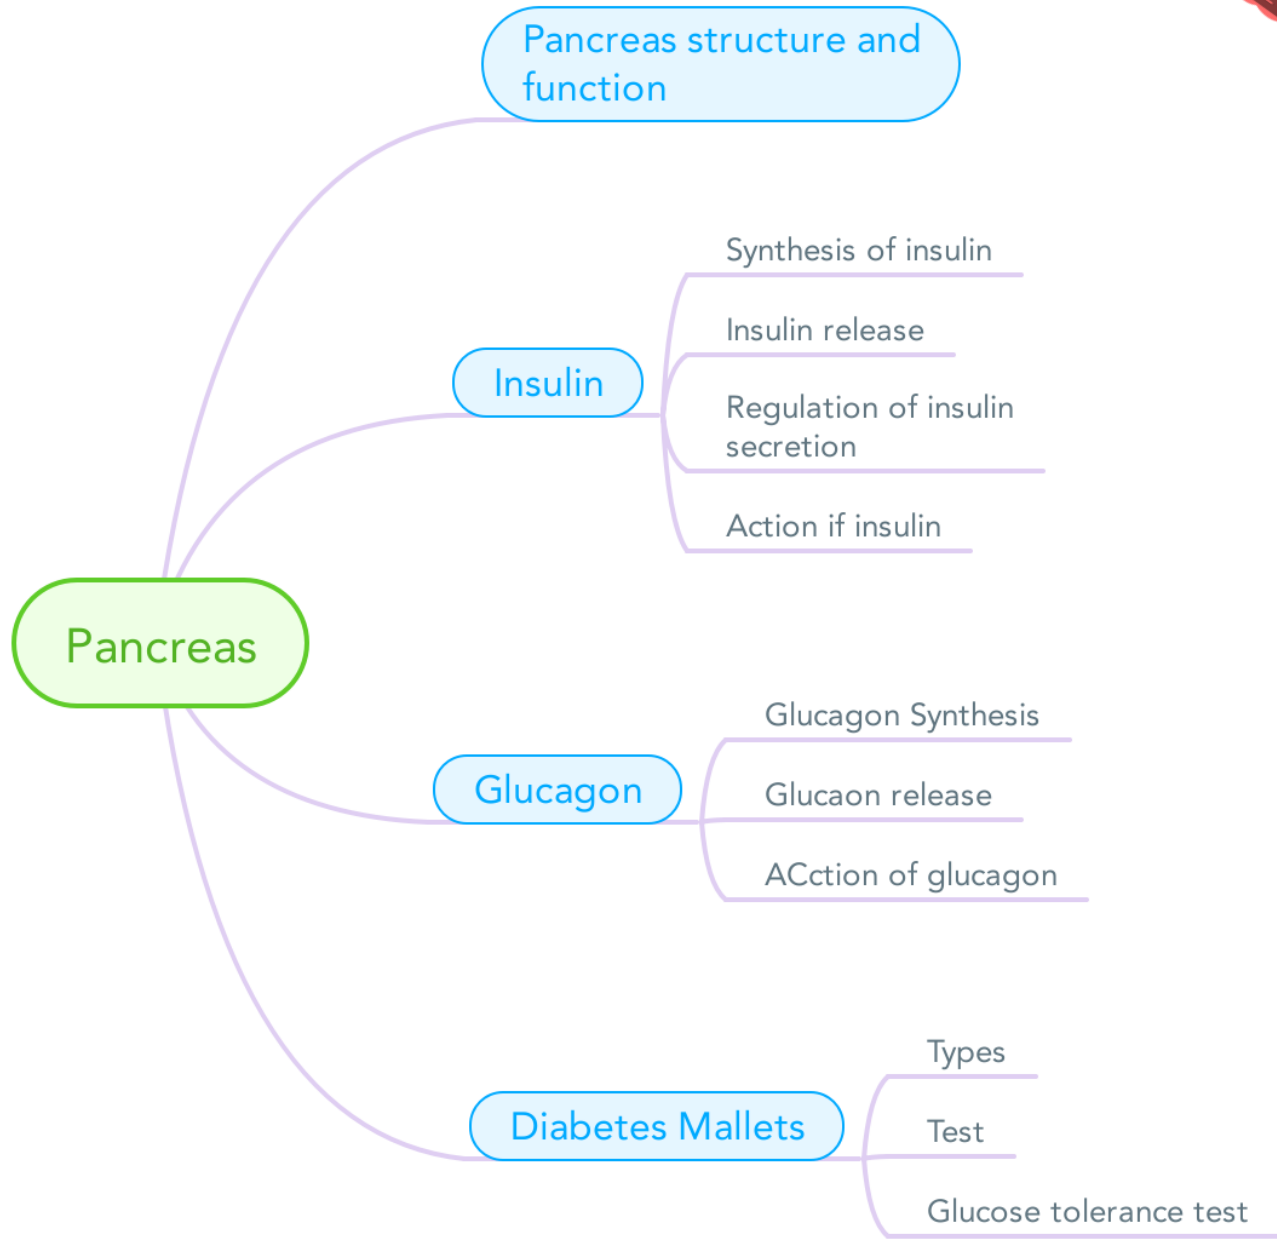 Pancreas structure and
function
Synthesis of insulin
Insulin release
Insulin
Regulation of insulin
secretion
Action if insulin
Pancreas
Glucagon Synthesis
Glucagon
Glucaon release
ACction of glucagon
Types
Diabetes Mallets
Test
Glucose tolerance test